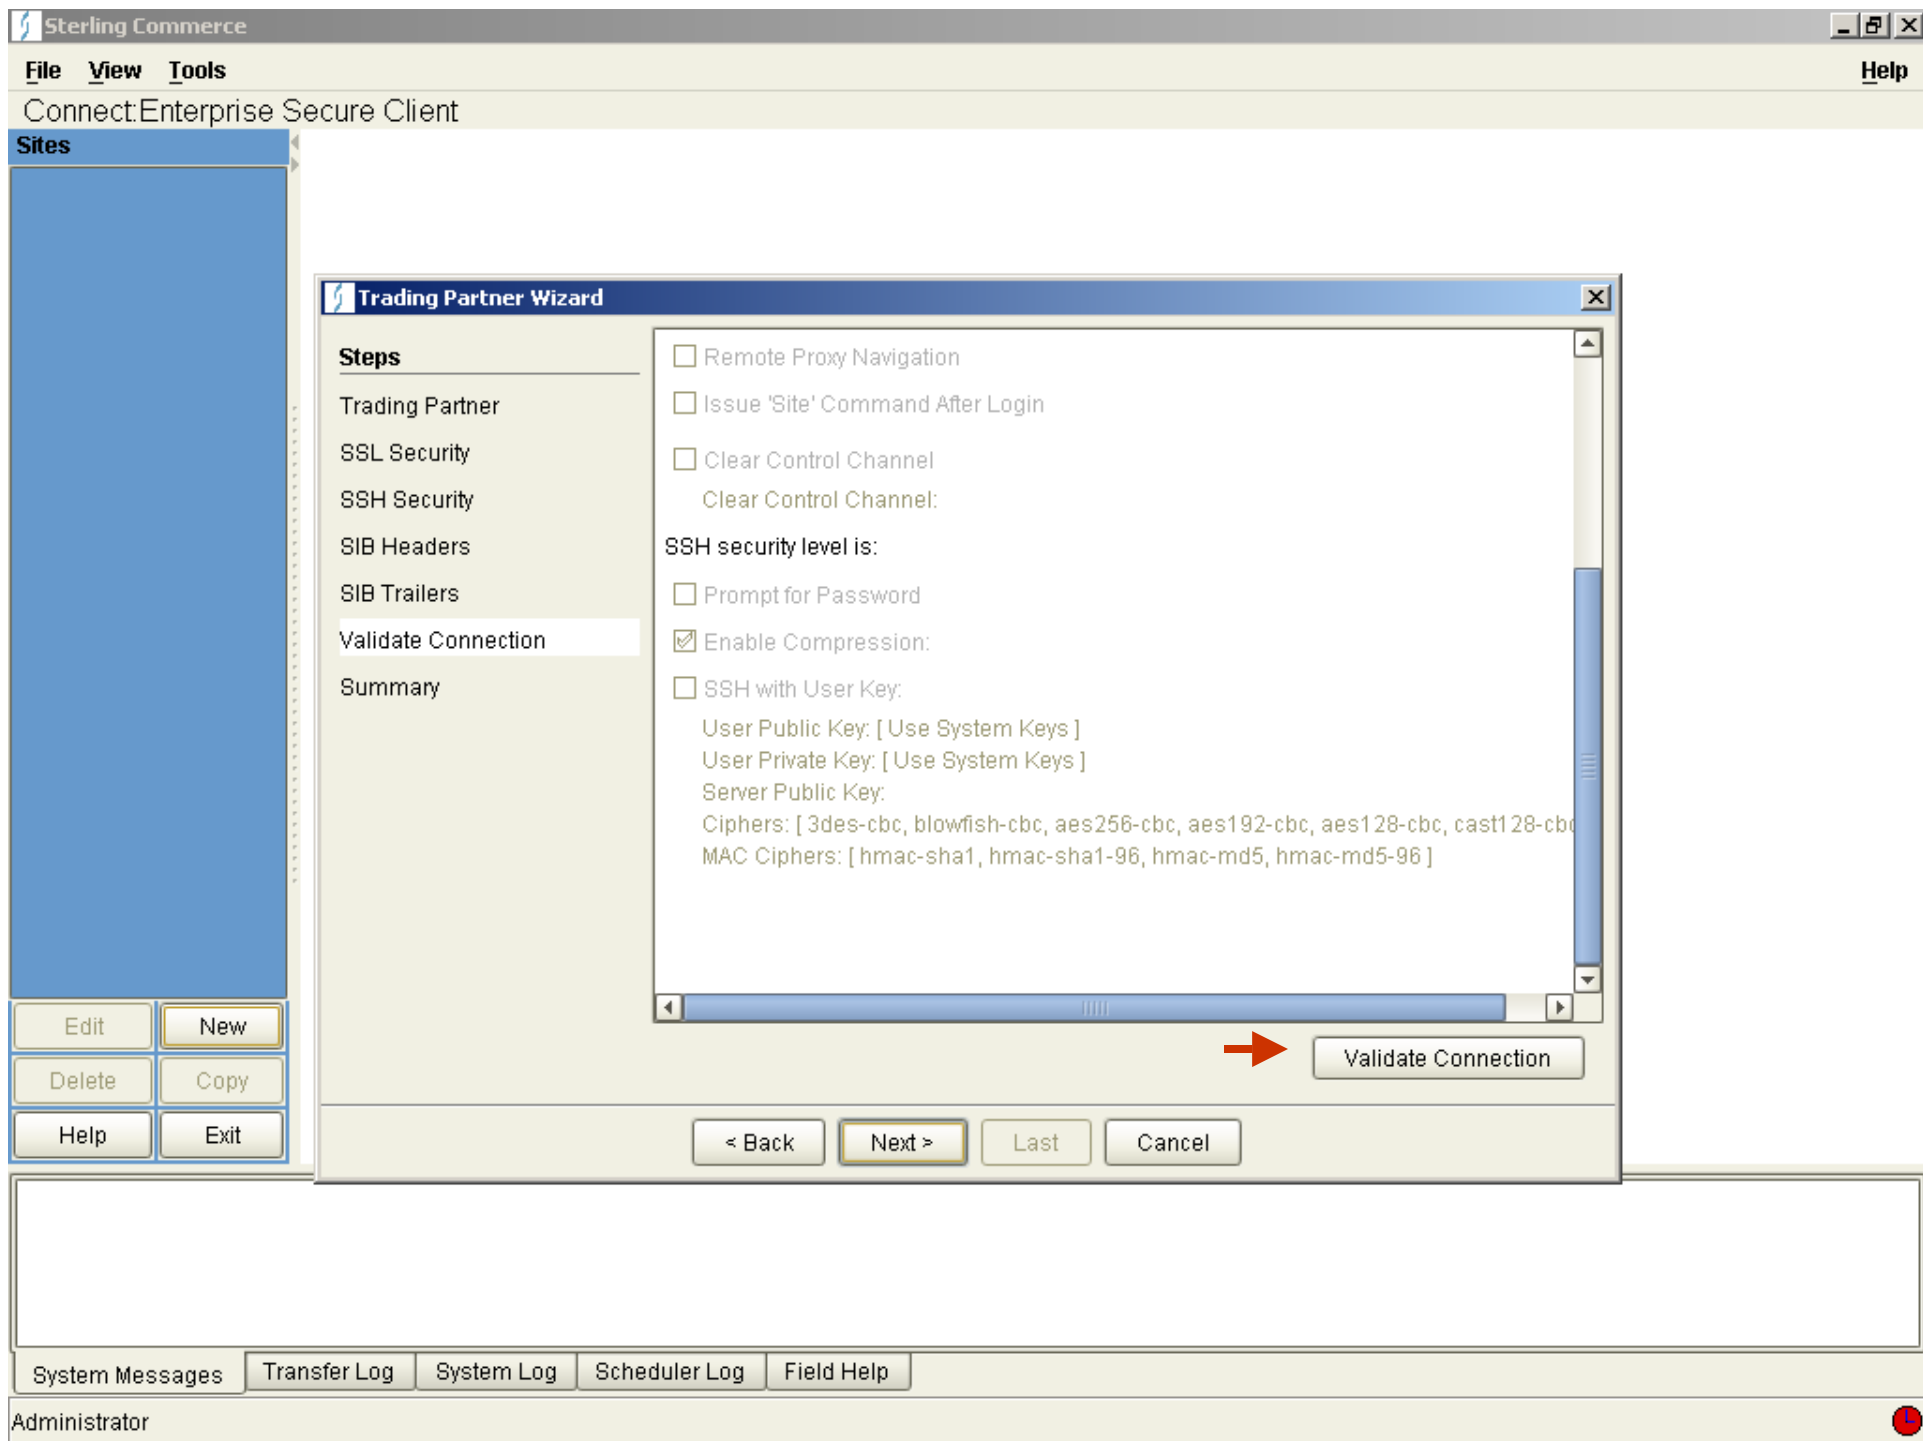 Sterling Commerce
File View Tools Help
Connect:Enterprise Secure Client
Sites
Trading Partner Wizard
Steps
Trading Partner
SSL Security
SSH Security
SIB Headers
SIB Trailers
Validate Connection
Summary
Remote Proxy Navigation
Issue 'Site' Command After Login
Clear Control Channel
Clear Control Channel:
SSH security level is:
Prompt for Password
Enable Compression:
SSH with User Key:
User Public Key: [ Use System Keys ]
User Private Key: [ Use System Keys ]
Server Public Key:
Ciphers: [ 3des-cbc, blowfish-cbc, aes256-cbc, aes192-cbc, aes128-cbc, cast128-cbc
MAC Ciphers: [ hmac-sha1, hmac-sha1-96, hmac-md5, hmac-md5-96 ]
Validate Connection
< Back Next > Last Cancel
Edit New
Delete Copy
Help Exit
System Messages Transfer Log System Log Scheduler Log Field Help
Administrator